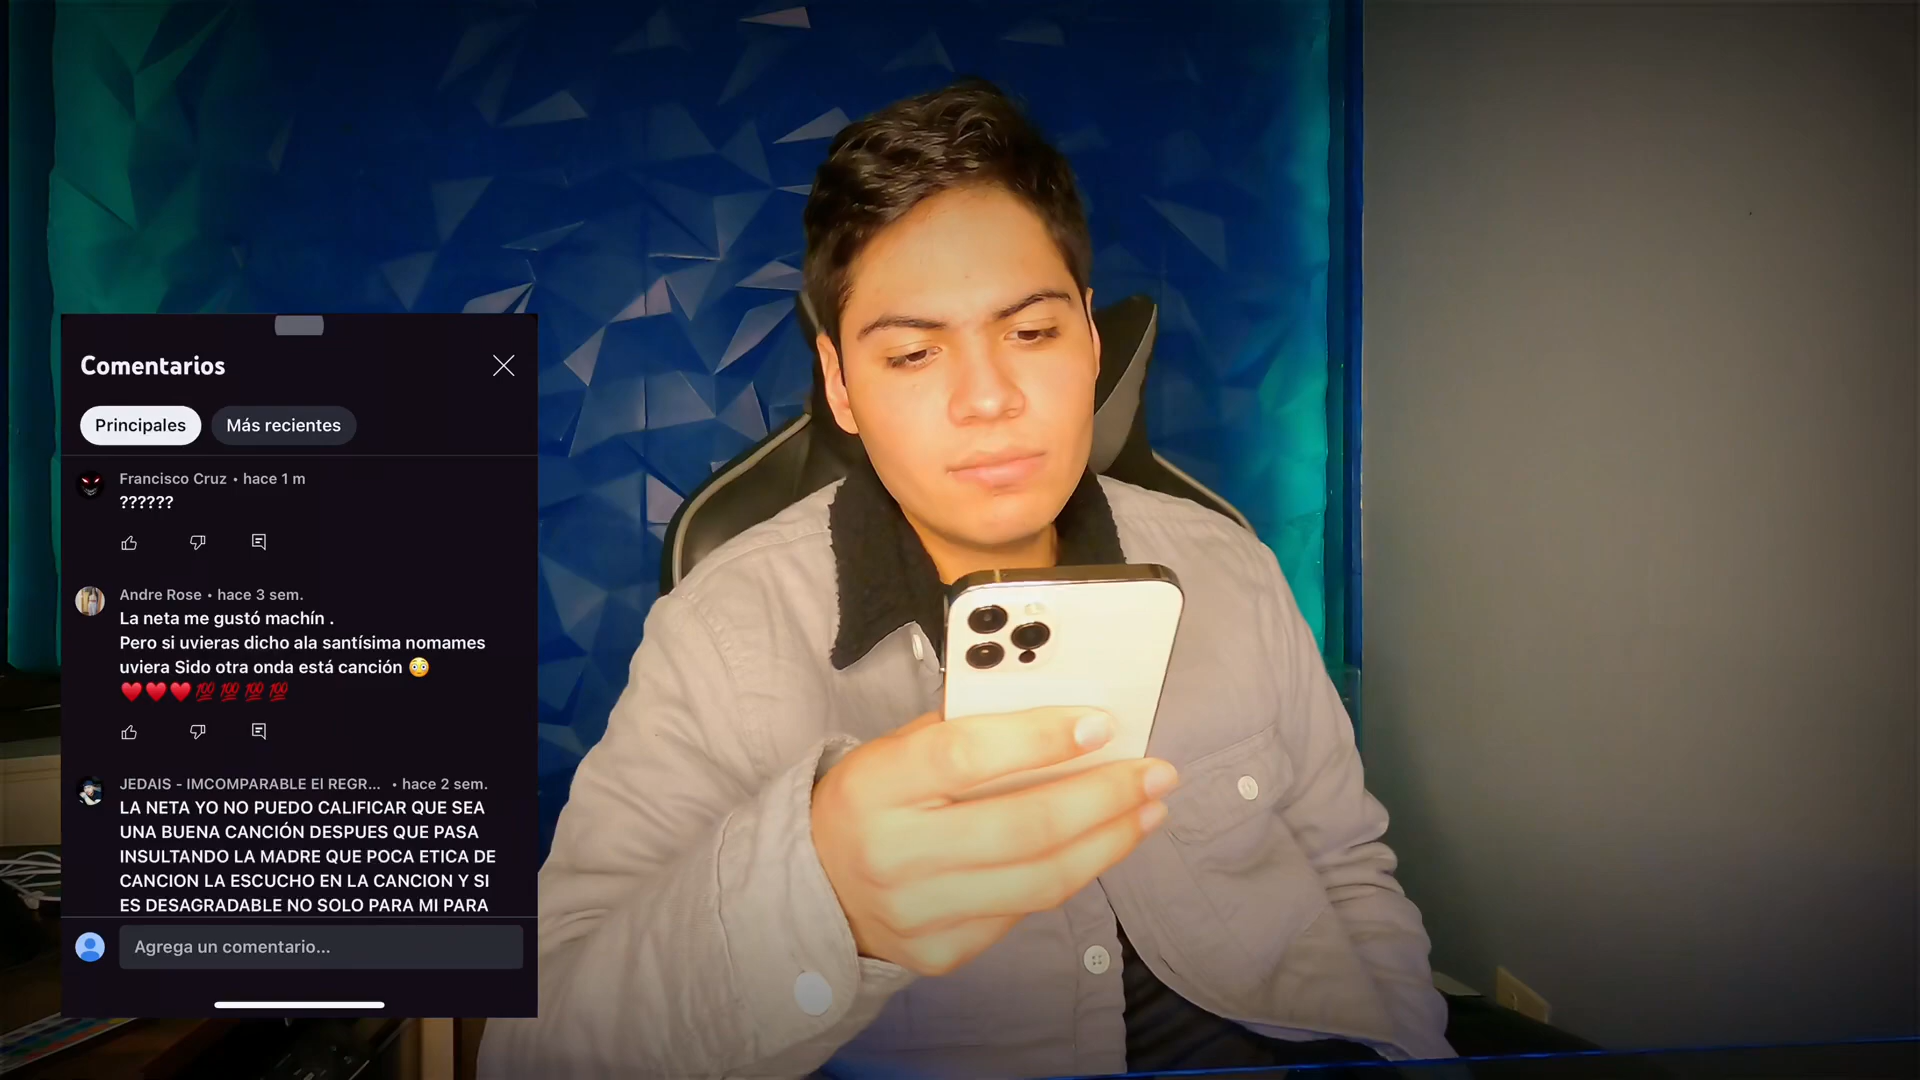 Comentarios
Principales
Más recientes
Francisco Cruz • hace 1 m
??????
Andre Rose • hace 3 sem.
La neta me gustó machín .
Pero si uvieras dicho ala santísima nomames
uviera Sido otra onda está canción 😳
❤️❤️❤️💯💯💯💯
JEDAIS - IMCOMPARABLE El REGR... • hace 2 sem.
LA NETA YO NO PUEDO CALIFICAR QUE SEA
UNA BUENA CANCIÓN DESPUES QUE PASA
INSULTANDO LA MADRE QUE POCA ETICA DE
CANCION LA ESCUCHO EN LA CANCION Y SI
ES DESAGRADABLE NO SOLO PARA MI PARA
Agrega un comentario...